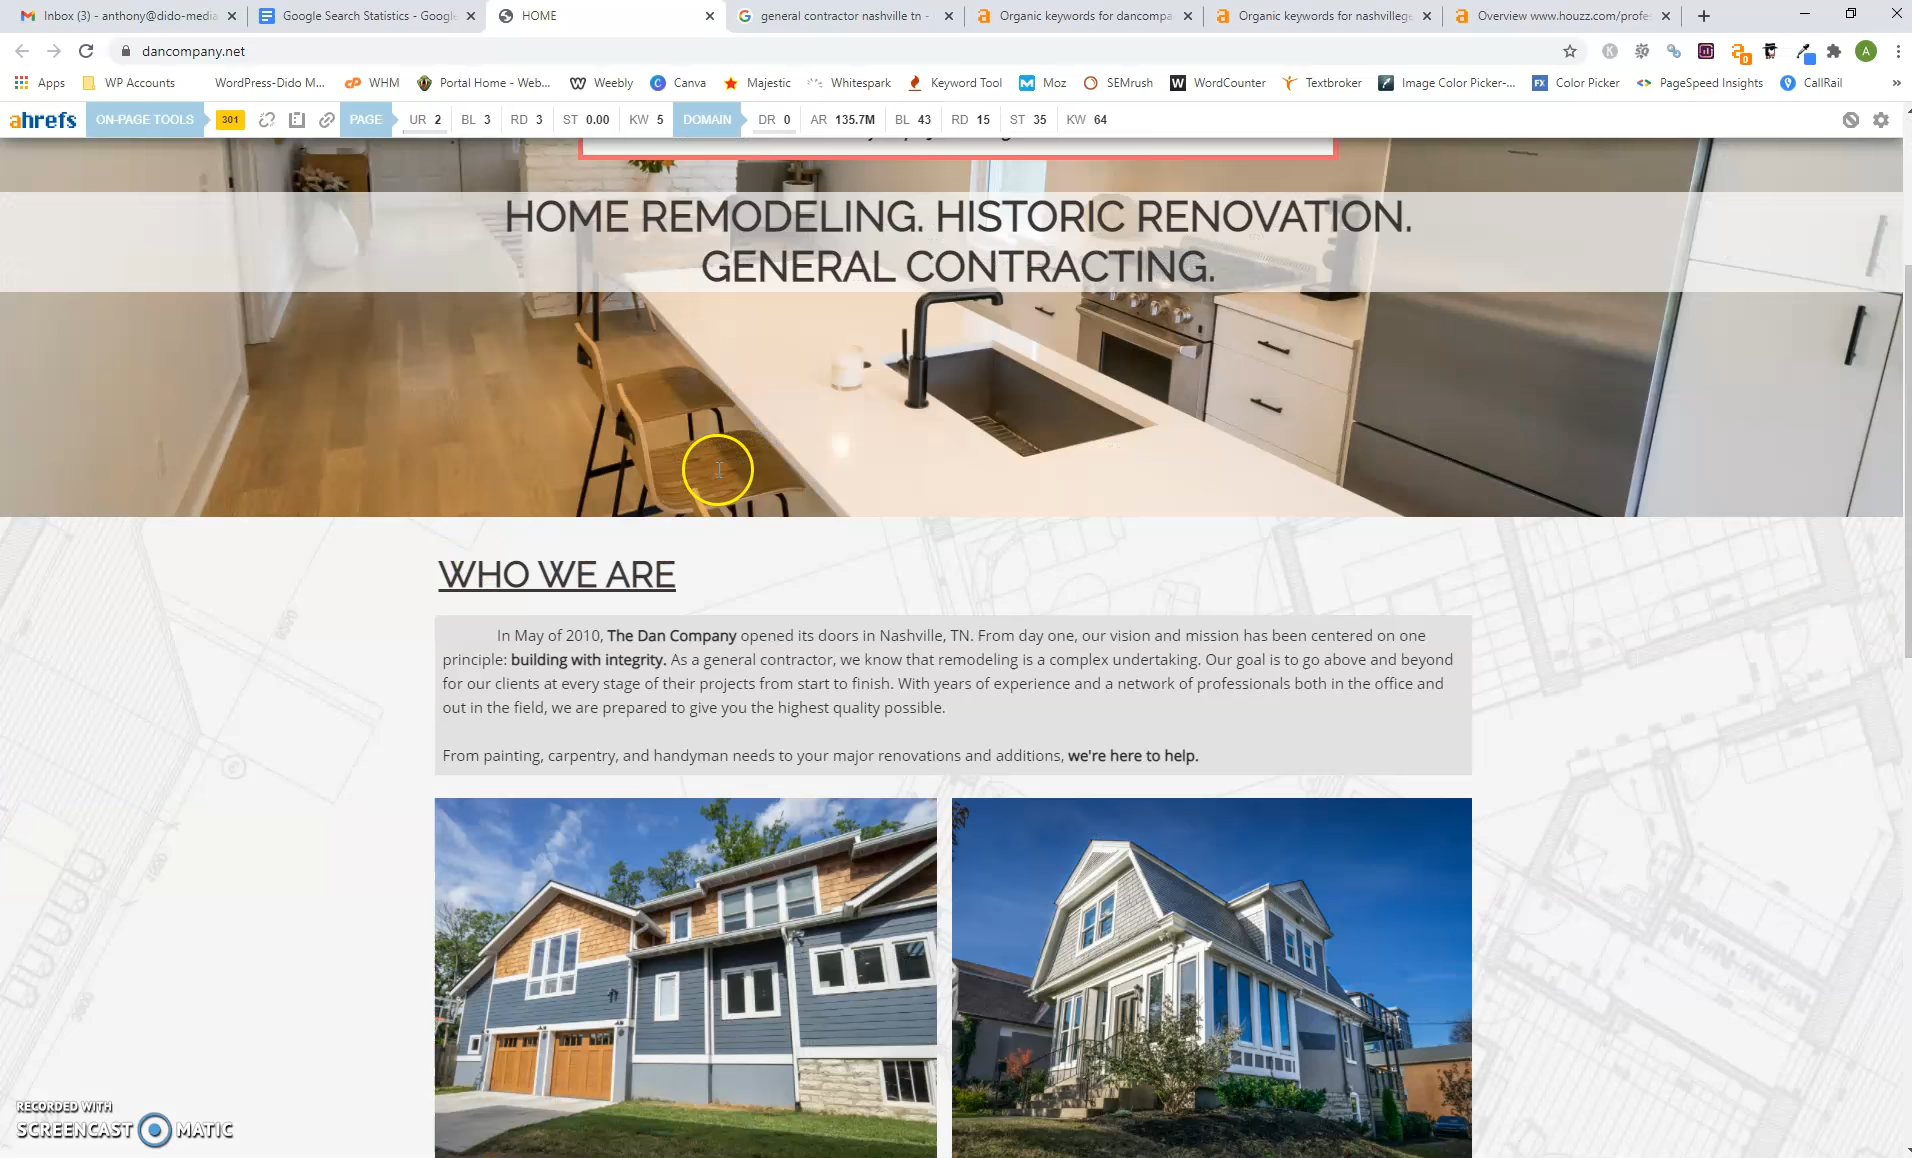 Inbox (3) - anthony@dido-media
Google Search Statistics - Google
HOME
general contractor nashville tn -
Organic keywords for dancompa
Organic keywords for nashvillege
Overview www.houzz.com/profes
dancompany.net
A
Apps
WP Accounts
WordPress-Dido M...
WHM
Portal Home - Web...
Weebly
Canva
Majestic
Whitespark
Keyword Tool
Moz
SEMrush
WordCounter
Textbroker
Image Color Picker-...
Color Picker
PageSpeed Insights
CallRail
»
ahrefs ON-PAGE TOOLS 301 PAGE UR 2 BL 3 RD 3 ST 0.00 KW 5 DOMAIN DR 0 AR 135.7M BL 43 RD 15 ST 35 KW 64
HOME REMODELING. HISTORIC RENOVATION.
GENERAL CONTRACTING.
WHO WE ARE
In May of 2010, The Dan Company opened its doors in Nashville, TN. From day one, our vision and mission has been centered on one
principle: building with integrity. As a general contractor, we know that remodeling is a complex undertaking. Our goal is to go above and beyond
for our clients at every stage of their projects from start to finish. With years of experience and a network of professionals both in the office and
out in the field, we are prepared to give you the highest quality possible.
From painting, carpentry, and handyman needs to your major renovations and additions, we're here to help.
RECORDED WITH
SCREENCAST MATIC